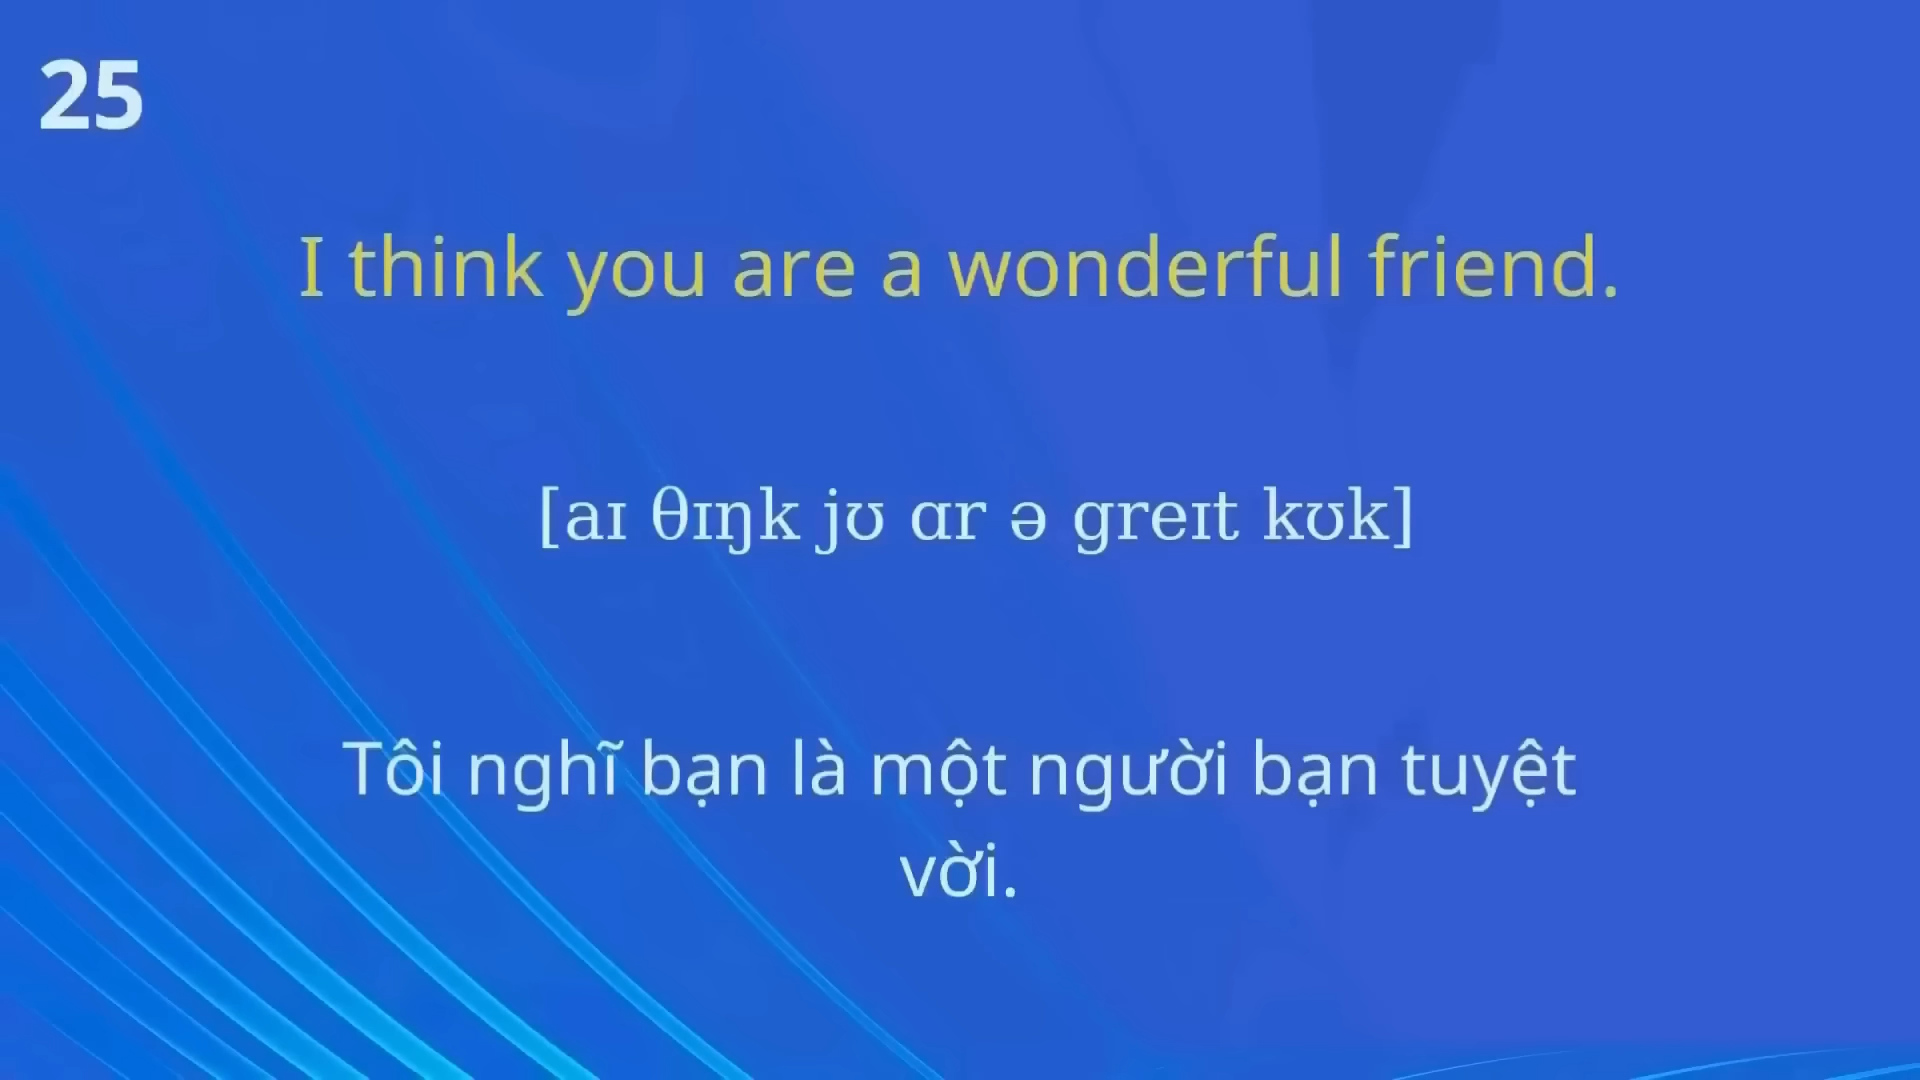 25
I think you are a wonderful friend.
[aɪ θɪŋk jʊ ɑr ə greɪt kʊk]
Tôi nghĩ bạn là một người bạn tuyệt
vời.